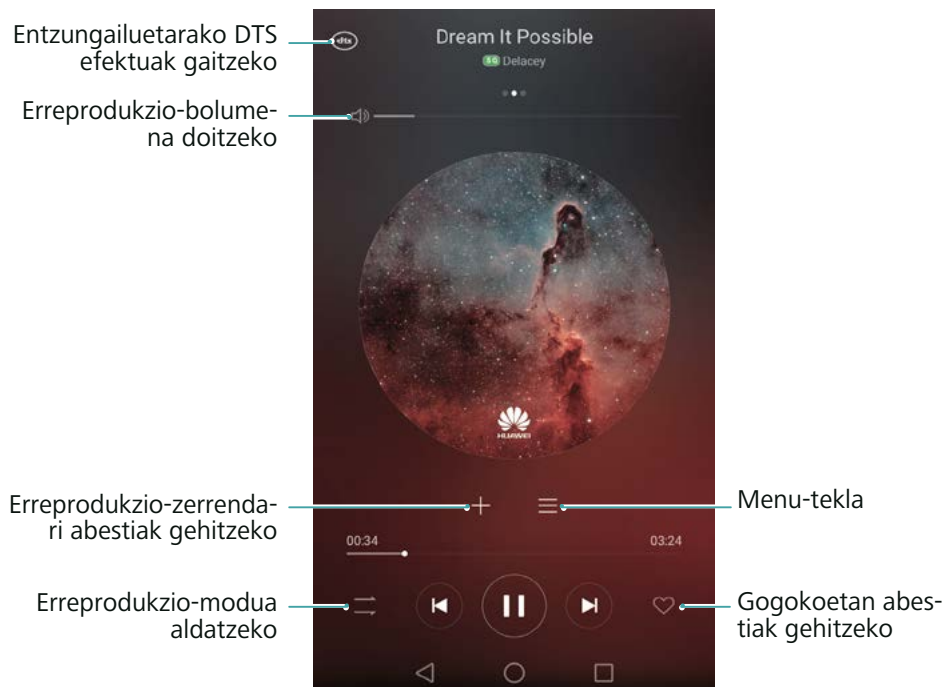 Entzungailuetarako DTS
efektuak gaitzeko
dts
Dream It Possible
SQ Delacey
Erreprodukzio-bolume-
na doitzeko
HUAWEI
Erreprodukzio-zerrenda-
ri abestiak gehitzeko
Menu-tekla
00:34
03:24
Erreprodukzio-modua
aldatzeko
Gogokoetan abes-
tiak gehitzeko